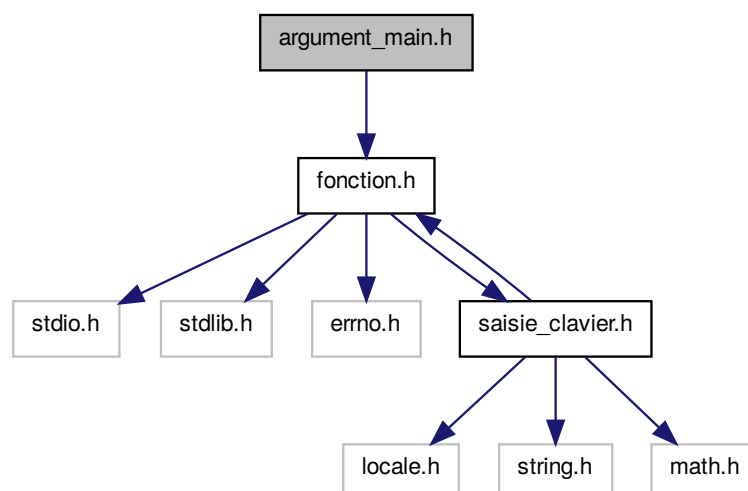 argument_main.h
fonction.h
stdio.h
stdlib.h
errno.h
saisie_clavier.h
locale.h
string.h
math.h